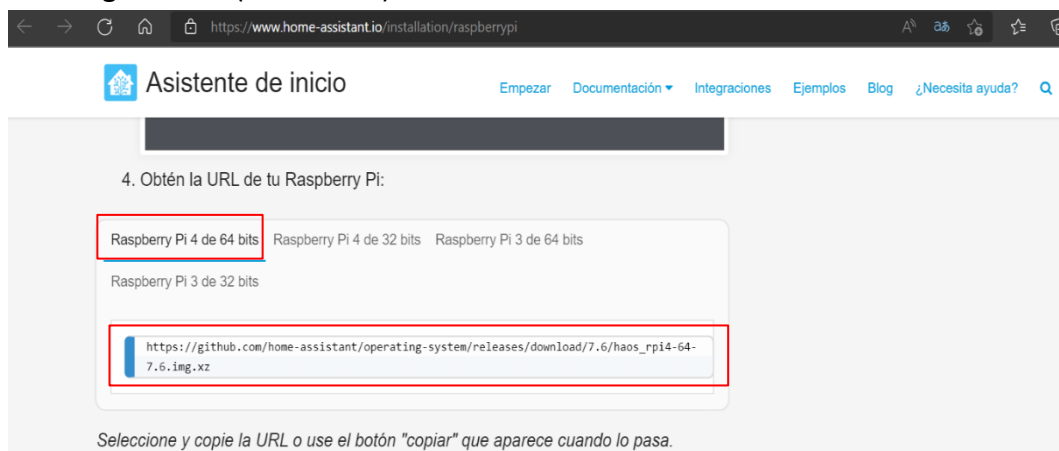 https://www.home-assistant.io/installation/raspberrypi
Asistente de inicio
Empezar Documentación Integraciones Ejemplos Blog ¿Necesita ayuda?
4. Obtén la URL de tu Raspberry Pi:
Raspberry Pi 4 de 64 bits Raspberry Pi 4 de 32 bits Raspberry Pi 3 de 64 bits
Raspberry Pi 3 de 32 bits
https://github.com/home-assistant/operating-system/releases/download/7.6/haos_rpi4-64-
7.6.img.xz
Seleccione y copie la URL o use el botón "copiar" que aparece cuando lo pasa.